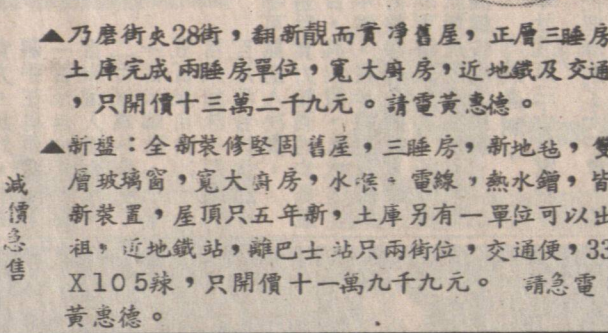 ▲乃磨街夾28街，翻新靚而實淨舊屋，正層三睡房
土庫完成兩睡房單位，寬大廚房，近地鐵及交通
，只開價十三萬二千九元。請電黃惠德。
▲新盤：全新裝修堅固舊屋，三睡房，新地毡，雙
層玻璃窗，寬大廚房，水喉。電線，熱水鑪，皆
新裝置，屋頂只五年新，土庫另有一單位可以出
租，近地鐵站，離巴士站只兩街位，交通便，33
X105辣，只開價十一萬九千九元。 請急電
黃惠德。
減價急售